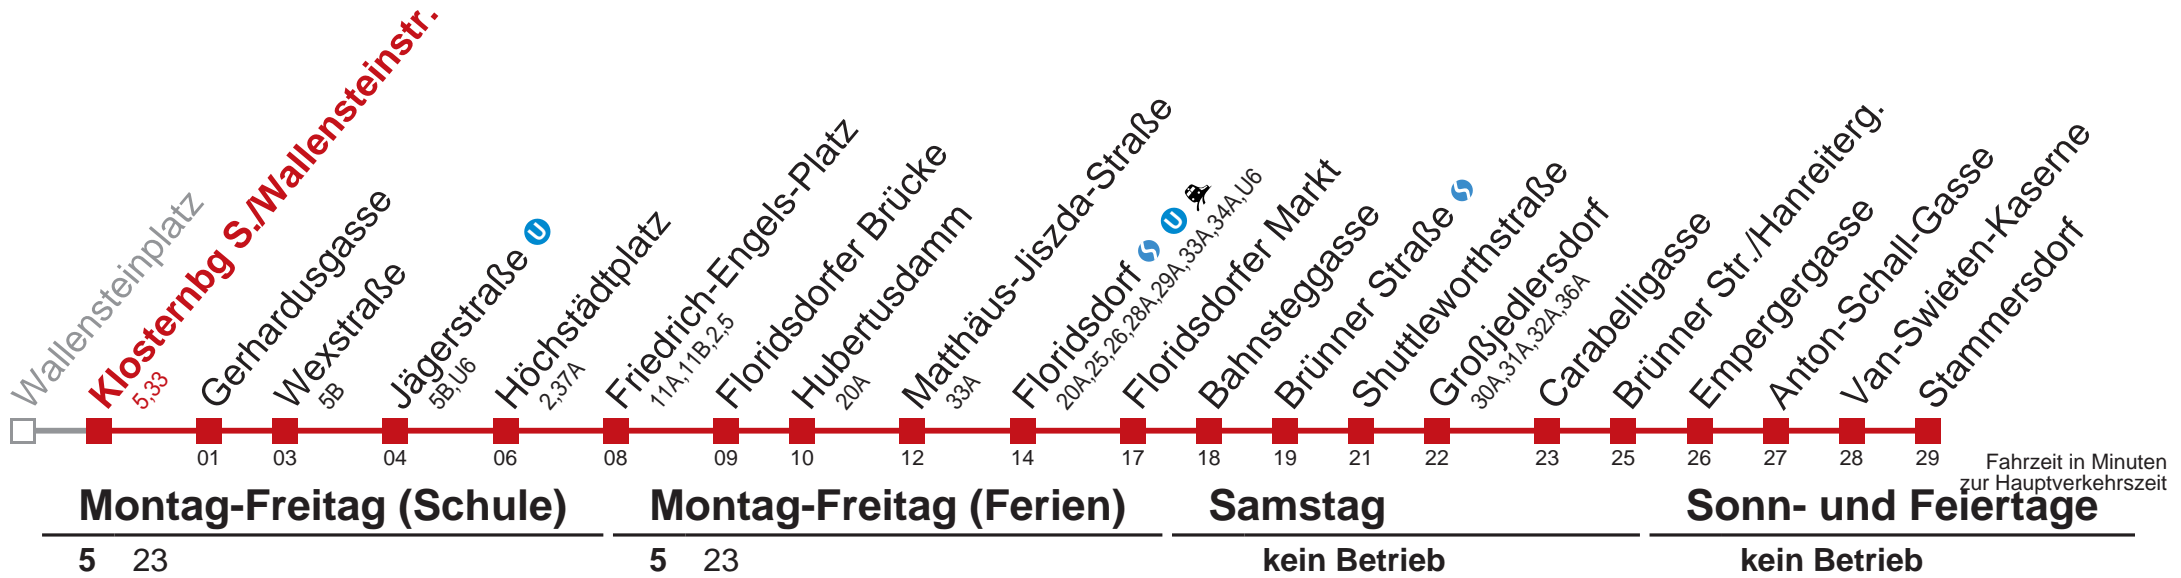 Wallensteinplatz
Klosternbg S./Wallensteinstr.
5,33
Gerhardusgasse
Wexstraße
5B
Jägerstraße U
5B,U6
Höchstädtplatz
2,37A
Friedrich-Engels-Platz
11A,11B,2,5
Floridsdorfer Brücke
Hubertusdamm
20A
Matthäus-Jiszda-Straße
33A
Floridsdorf S U
20A,25,26,28A,29A,33A,34A,U6
Floridsdorfer Markt
Bahnsteggasse
Brünner Straße S
Shuttleworthstraße
Großjedlersdorf
30A,31A,32A,36A
Carabelligasse
Brünner Str./Hanreiterg.
Empergergasse
Anton-Schall-Gasse
Van-Swieten-Kaserne
Stammersdorf
01 03 04 06 08 09 10 12 14 17 18 19 21 22 23 25 26 27 28 29
Fahrzeit in Minuten
zur Hauptverkehrszeit
Montag-Freitag (Schule) Montag-Freitag (Ferien) Samstag Sonn- und Feiertage
5 23 5 23 kein Betrieb kein Betrieb